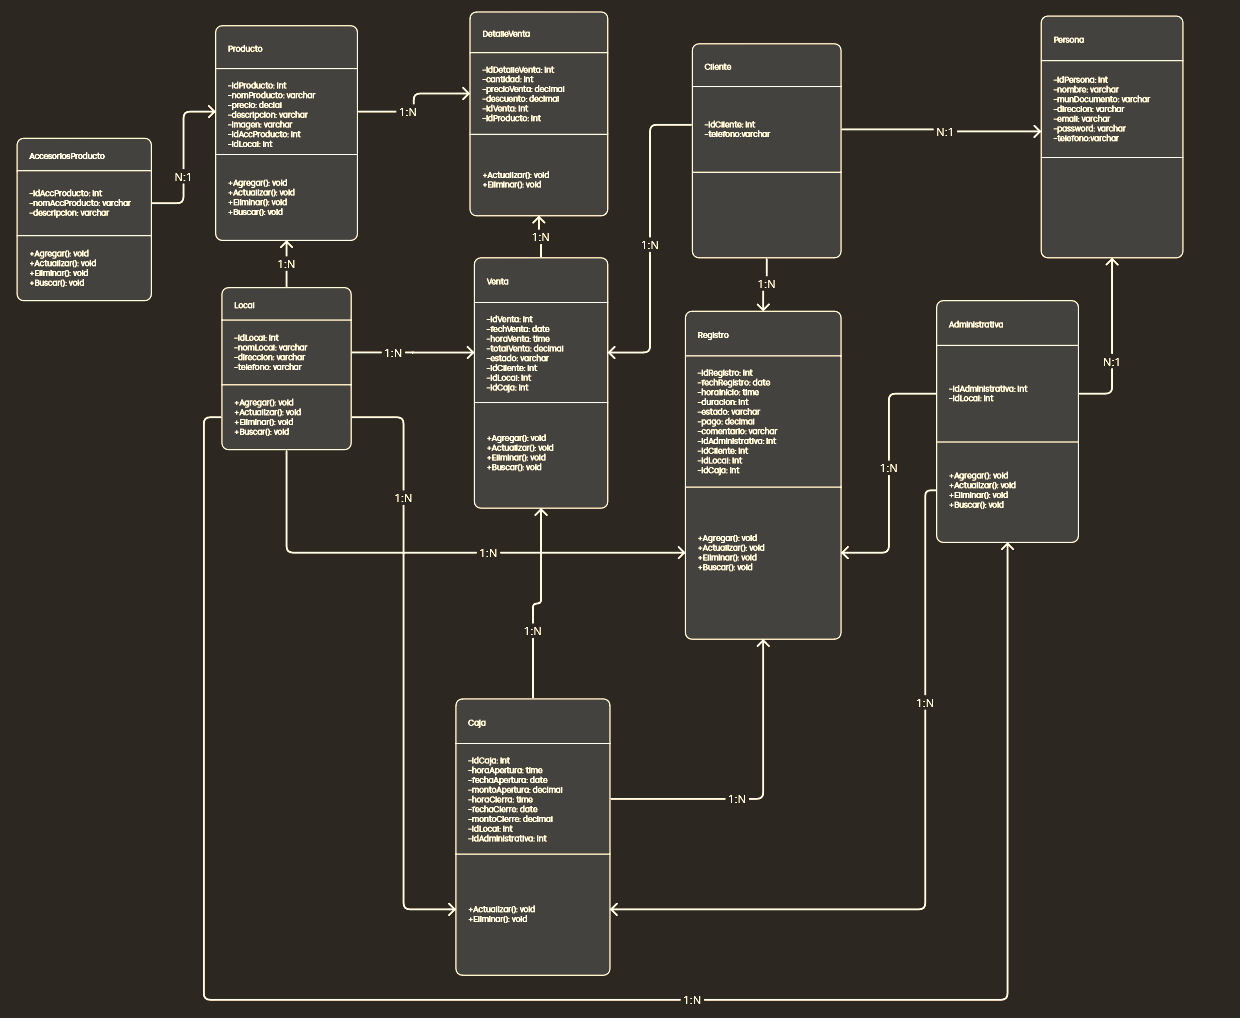 AccesoriosProducto
-idAccProducto: int
-nomAccProducto: varchar
-descripcion: varchar
+Agregar(): void
+Actualizar(): void
+Eliminar(): void
+Buscar(): void
N:1
Producto
-idProducto: int
-nomProducto: varchar
-precio: decial
-descripcion: varchar
-imagen: varchar
-idAccProducto: int
-idLocal: int
+Agregar(): void
+Actualizar(): void
+Eliminar(): void
+Buscar(): void
1:N
1:N
DetalleVenta
-idDetalleVenta: int
-cantidad: int
-precioVenta: decimal
-descuento: decimal
-idVenta: int
-idProducto: int
+Actualizar(): void
+Eliminar(): void
1:N
Cliente
-idCliente: int
-telefono:varchar
1:N
N:1
1:N
Persona
-idPersona: int
-nombre: varchar
-munDocumento: varchar
-direccion: varchar
-email: varchar
-password: varchar
-telefono:varchar
Local
-idLocal: int
-nomLocal: varchar
-direccion: varchar
-telefono: varchar
+Agregar(): void
+Actualizar(): void
+Eliminar(): void
+Buscar(): void
1:N
1:N
1:N
Venta
-idVenta: int
-fechVenta: date
-horaVenta: time
-totalVenta: decimal
-estado: varchar
-idCliente: int
-idLocal: int
-idCaja: int
+Agregar(): void
+Actualizar(): void
+Eliminar(): void
+Buscar(): void
Registro
-idRegistro: int
-fechRegistro: date
-horaInicio: time
-duracion: int
-estado: varchar
-pago: decimal
-comentario: varchar
-idAdministrativa: int
-idCliente: int
-idLocal: int
-idCaja: int
+Agregar(): void
+Actualizar(): void
+Eliminar(): void
+Buscar(): void
1:N
Administrativa
-idAdministrativa: int
-idLocal: int
+Agregar(): void
+Actualizar(): void
+Eliminar(): void
+Buscar(): void
N:1
1:N
1:N
Caja
-idCaja: int
-horaApertura: time
-fechaApertura: date
-montoApertura: decimal
-horaCierra: time
-fechaCierre: date
-montoCierre: decimal
-idLocal: int
-idAdministrativa: int
+Actualizar(): void
+Eliminar(): void
1:N
1:N